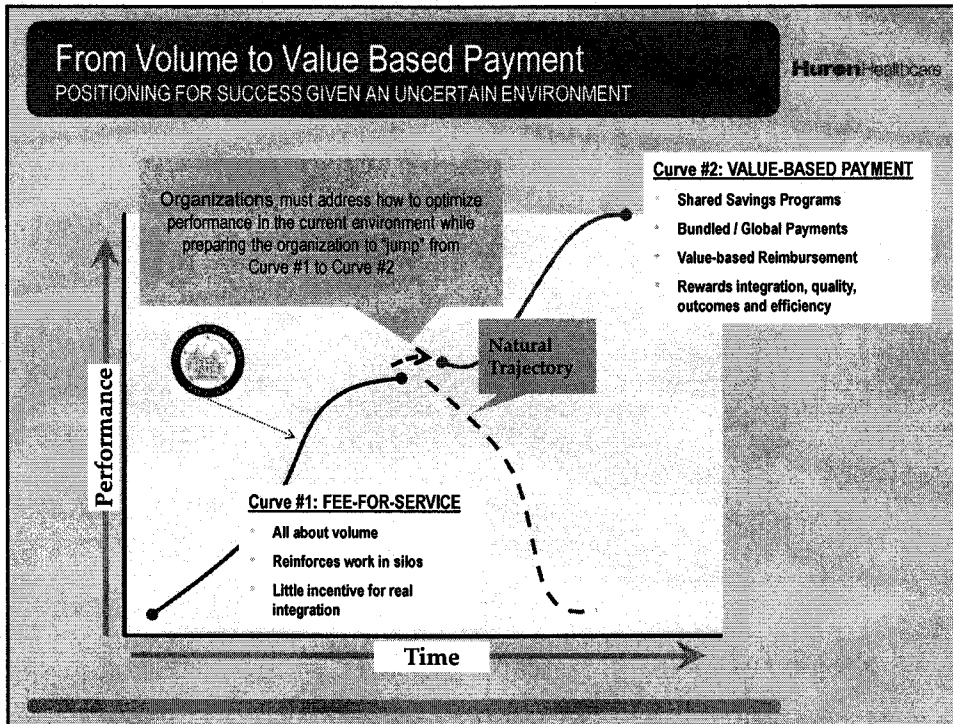 From Volume to Value Based Payment
POSITIONING FOR SUCCESS GIVEN AN UNCERTAIN ENVIRONMENT
HuronHealthcare
Organizations must address how to optimize
performance in the current environment while
preparing the organization to "jump" from
Curve #1 to Curve #2
Curve #2: VALUE-BASED PAYMENT
Shared Savings Programs
Bundled / Global Payments
Value-based Reimbursement
Rewards integration, quality,
outcomes and efficiency
Natural
Trajectory
Performance
Curve #1: FEE-FOR-SERVICE
All about volume
Reinforces work in silos
Little incentive for real
integration
Time